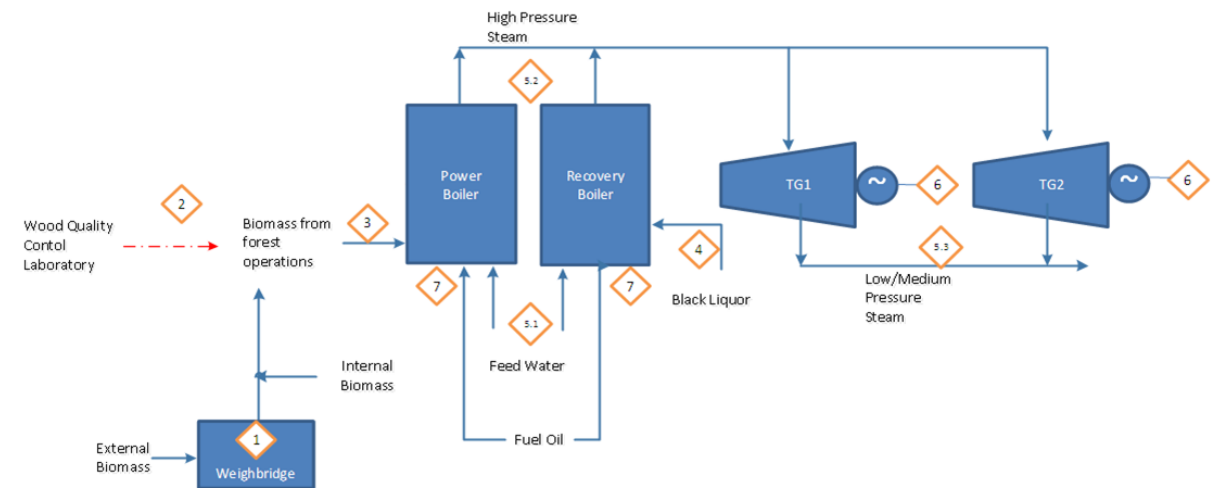 High Pressure
Steam
5.2
Power
Boiler
Recovery
Boiler
TG1
~
6
TG2
~
6
2
Wood Quality
Contol
Laboratory
Biomass from
forest
operations
3
4
5.3
7
7
Black Liquor
Low/Medium
Pressure
Steam
5.1
Feed Water
Internal
Biomass
Fuel Oil
External
Biomass
1
Weighbridge